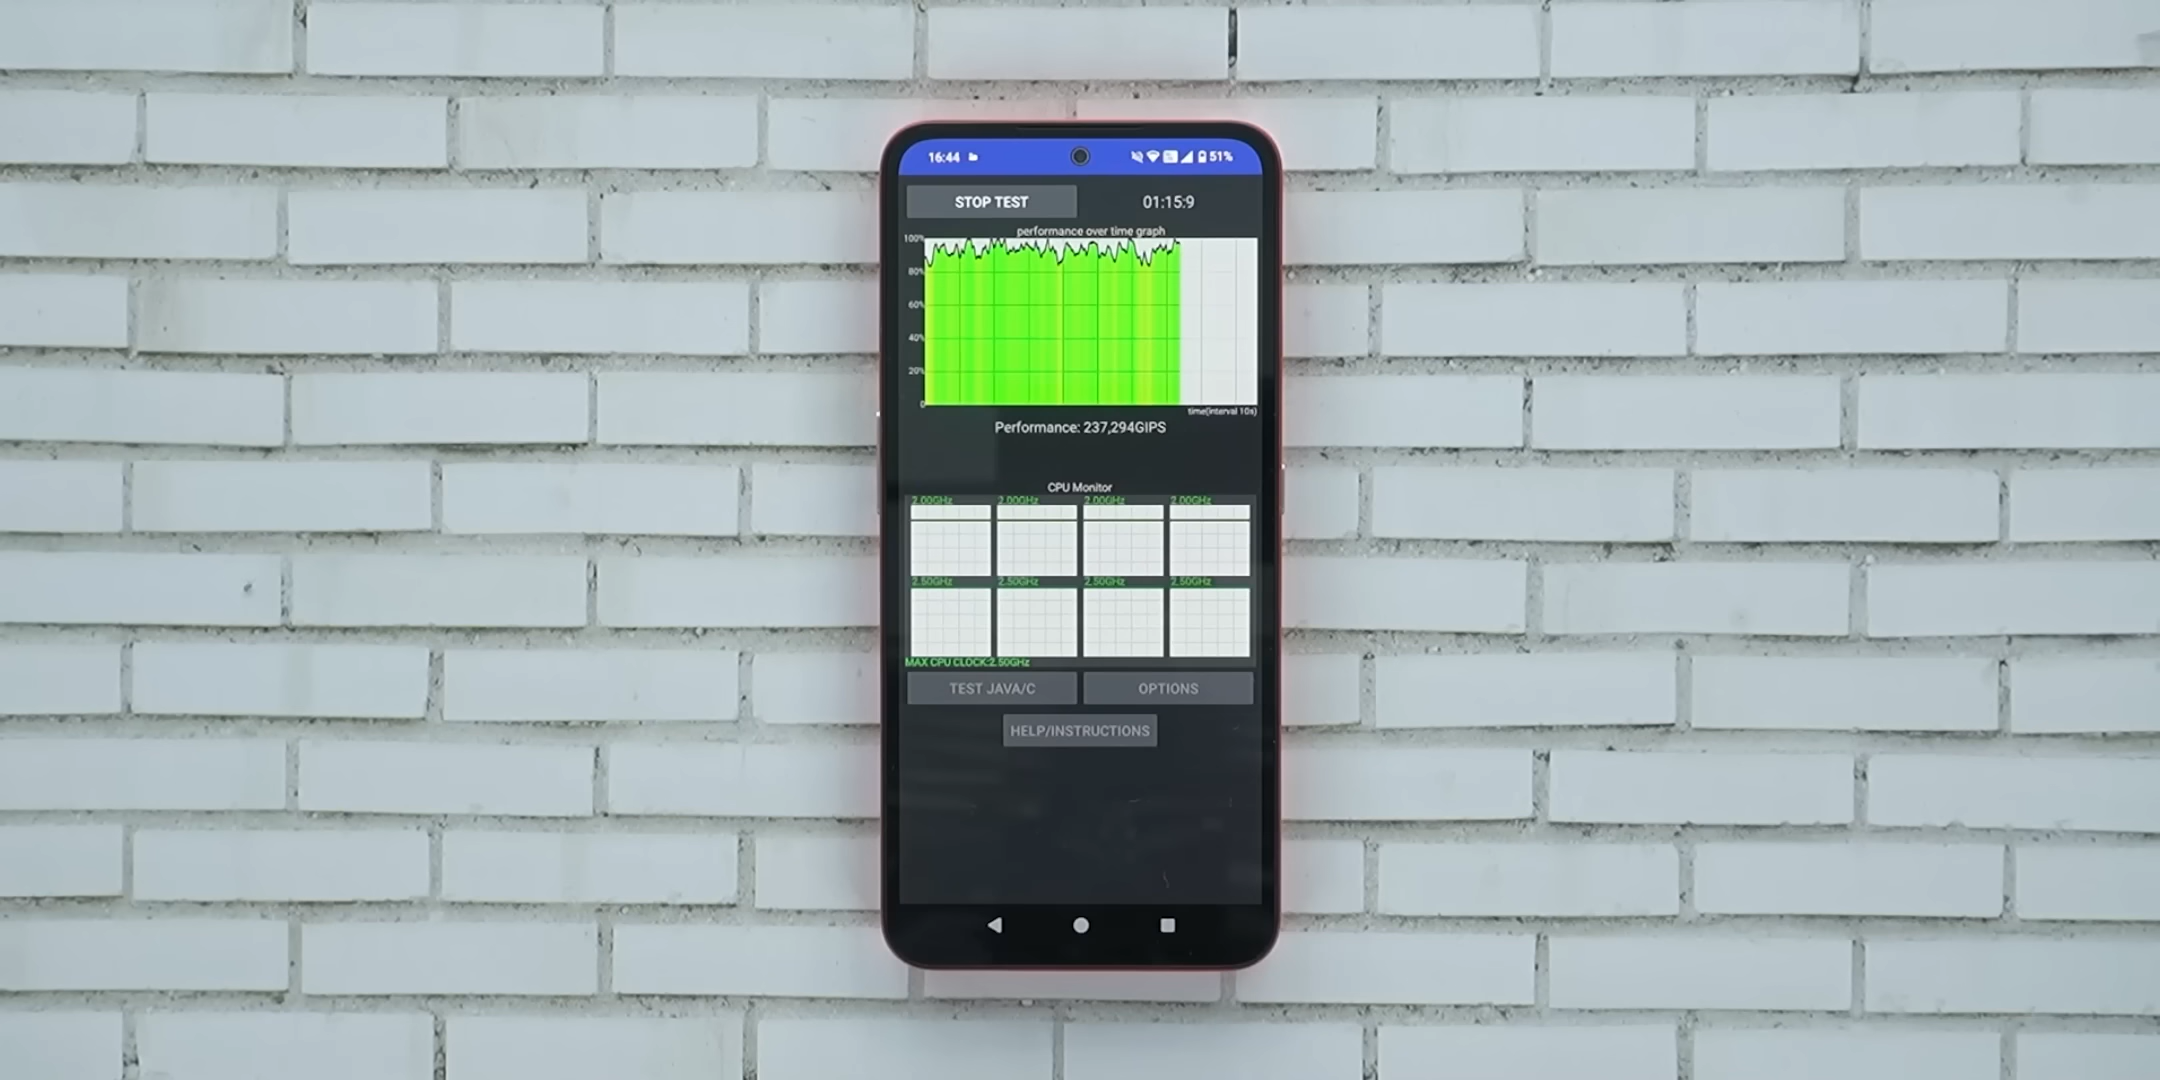 16:44 51%
STOP TEST 01:15:9
performance over time graph
100%
80%
60%
40%
20%
0
time(interval 10s)
Performance: 237,294GIPS
CPU Monitor
2.00GHz 2.00GHz 2.00GHz 2.00GHz
2.50GHz 2.50GHz 2.50GHz 2.50GHz
MAX CPU CLOCK:2.50GHz
TEST JAVA/C OPTIONS
HELP/INSTRUCTIONS